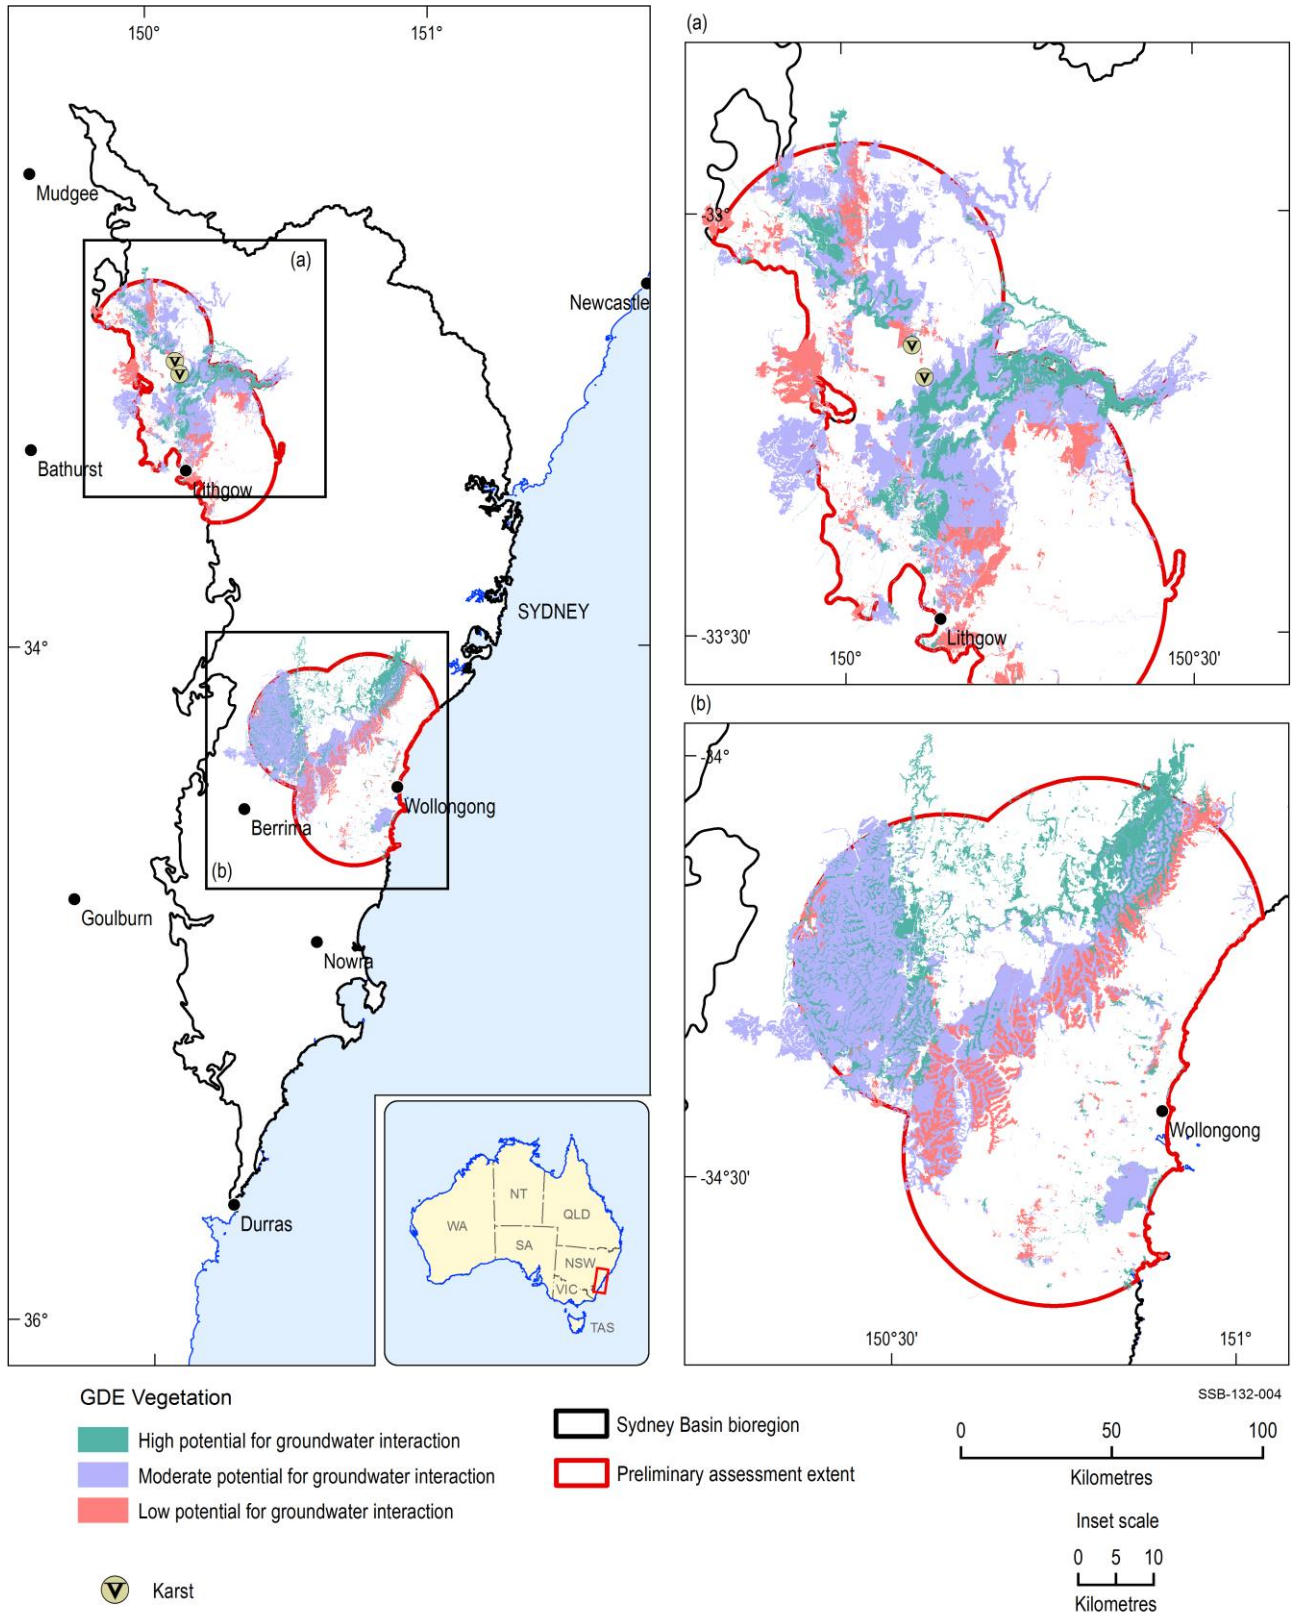 150°
151°
(a)
Mudgee
(a)
Newcastle
-33°
Bathurst
Lithgow
SYDNEY
34°
Lithgow
-33°30'
150°
150°30'
(b)
-34°
Wollongong
Berrima
(b)
Goulburn
Nowra
Wollongong
-34°30'
Durras
NT
WA
QLD
SA
NSW
VIC
TAS
36°
150°30'
151°
SSB-132-004
GDE Vegetation
High potential for groundwater interaction
Moderate potential for groundwater interaction
Low potential for groundwater interaction
Karst
Sydney Basin bioregion
Preliminary assessment extent
0 50 100
Kilometres
Inset scale
0 5 10
Kilometres